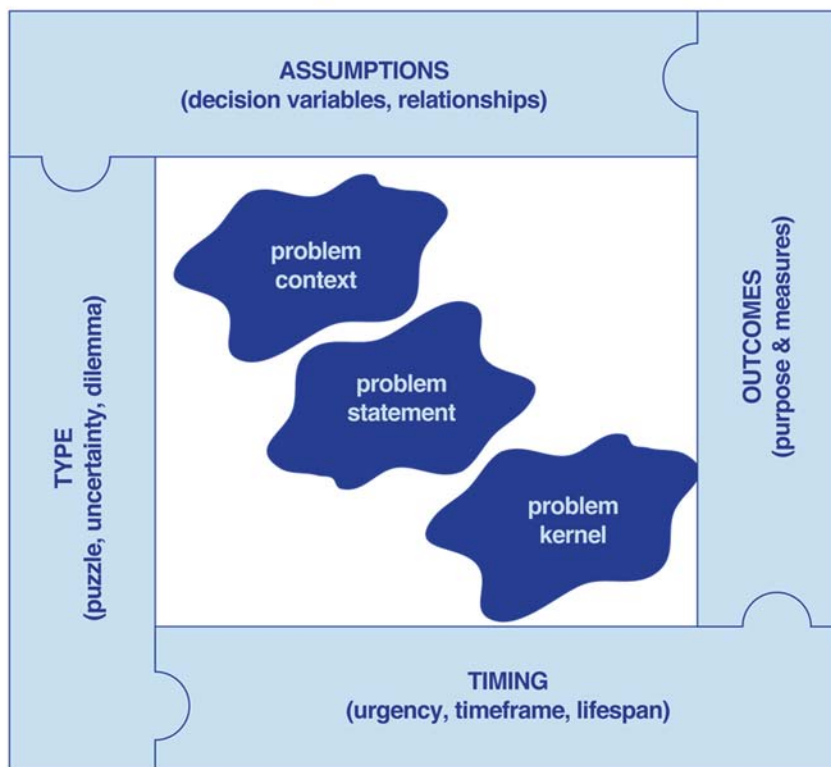 ASSUMPTIONS
(decision variables, relationships)
TYPE
(puzzle, uncertainty, dilemma)
problem
context
problem
statement
problem
kernel
OUTCOMES
(purpose & measures)
TIMING
(urgency, timeframe, lifespan)